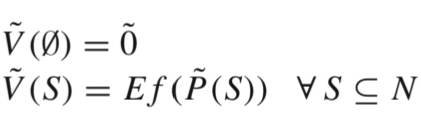 Ṽ(Ø) = 0̃
Ṽ(S) = Ef(P̃(S)) ∀ S ⊆ N